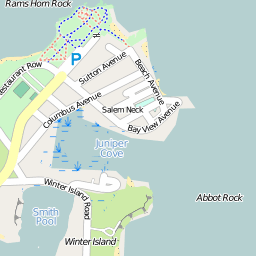 Rams Horn Rock
P
Restaurant Row
Sutton Avenue
Beach Avenue
Columbus Avenue
Salem Neck
Bay View Avenue
Juniper
Cove
Winter Island Road
Abbot Rock
Smith
Pool
Winter Island